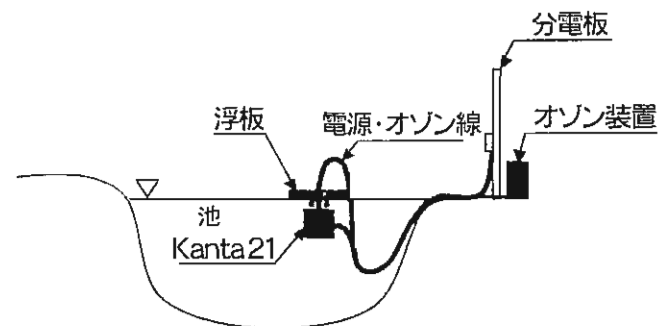 分電板
浮板
電源・オゾン線
オゾン装置
池
Kanta21